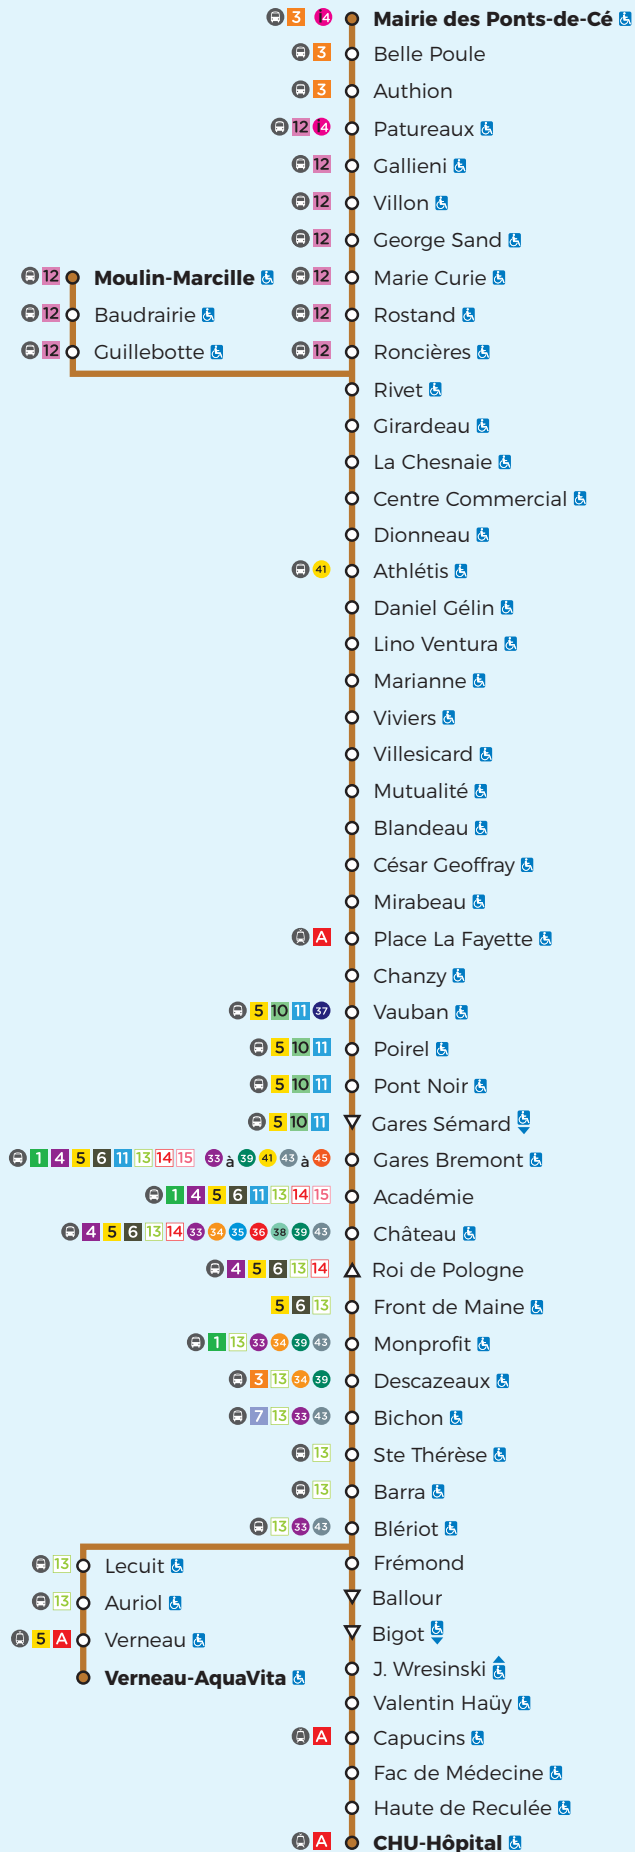 3 i4 Mairie des Ponts-de-Cé
3 Belle Poule
3 Authion
12 i4 Patureaux
12 Gallieni
12 Villon
12 George Sand
12 Moulin-Marcille 12 Marie Curie
12 Baudrairie 12 Rostand
12 Guillebotte 12 Roncières
Rivet
Girardeau
La Chesnaie
Centre Commercial
Dionneau
41 Athlétis
Daniel Gélin
Lino Ventura
Marianne
Viviers
Villesicard
Mutualité
Blandeau
César Geoffray
Mirabeau
A Place La Fayette
Chanzy
5 10 11 37 Vauban
5 10 11 Poirel
5 10 11 Pont Noir
5 10 11 Gares Sémard
1 4 5 6 11 13 14 15 33 à 39 41 43 à 45 Gares Bremont
1 4 5 6 11 13 14 15 Académie
4 5 6 13 14 33 34 35 36 38 39 43 Château
4 5 6 13 14 Roi de Pologne
5 6 13 Front de Maine
1 13 33 34 39 43 Monprofit
3 13 34 39 Descazeaux
7 13 33 43 Bichon
13 Ste Thérèse
13 Barra
13 33 43 Blériot
13 Lecuit Frémond
13 Auriol Ballour
5 A Verneau Bigot
Verneau-AquaVita J. Wresinski
Valentin Haüy
A Capucins
Fac de Médecine
Haute de Reculée
A CHU-Hôpital